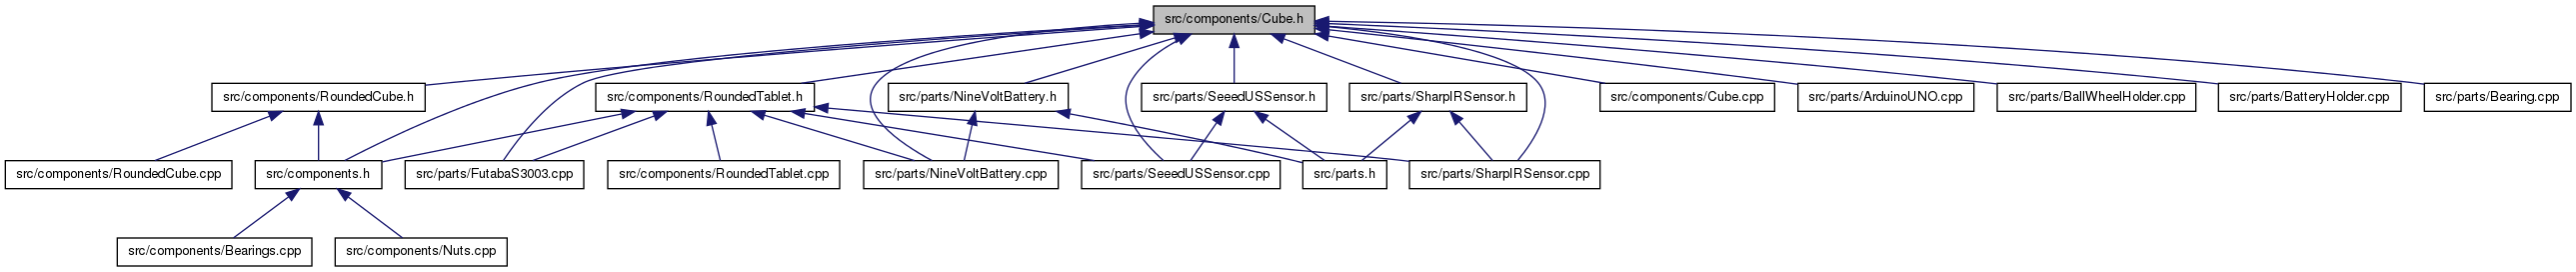 src/components/Cube.h
src/components/RoundedCube.h
src/components/RoundedTablet.h
src/parts/NineVoltBattery.h
src/parts/SeeedUSSensor.h
src/parts/SharpIRSensor.h
src/components/Cube.cpp
src/parts/ArduinoUNO.cpp
src/parts/BallWheelHolder.cpp
src/parts/BatteryHolder.cpp
src/parts/Bearing.cpp
src/components/RoundedCube.cpp
src/components.h
src/parts/FutabaS3003.cpp
src/components/RoundedTablet.cpp
src/parts/NineVoltBattery.cpp
src/parts/SeeedUSSensor.cpp
src/parts.h
src/parts/SharpIRSensor.cpp
src/components/Bearings.cpp
src/components/Nuts.cpp